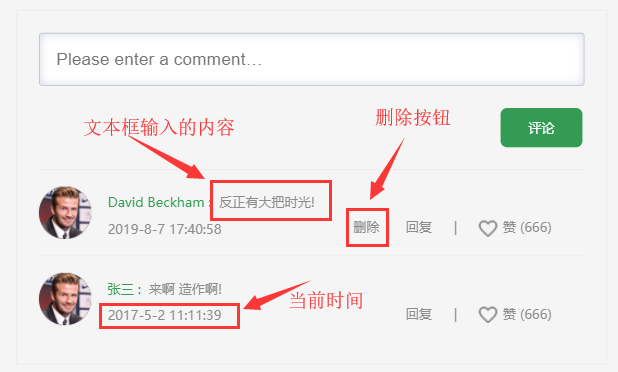 Please enter a comment…
评论
文本框输入的内容
删除按钮
David Beckham : 反正有大把时光!
2019-8-7 17:40:58
删除 回复 | 赞 (666)
张三 : 来啊 造作啊!
2017-5-2 11:11:39
回复 | 赞 (666)
当前时间